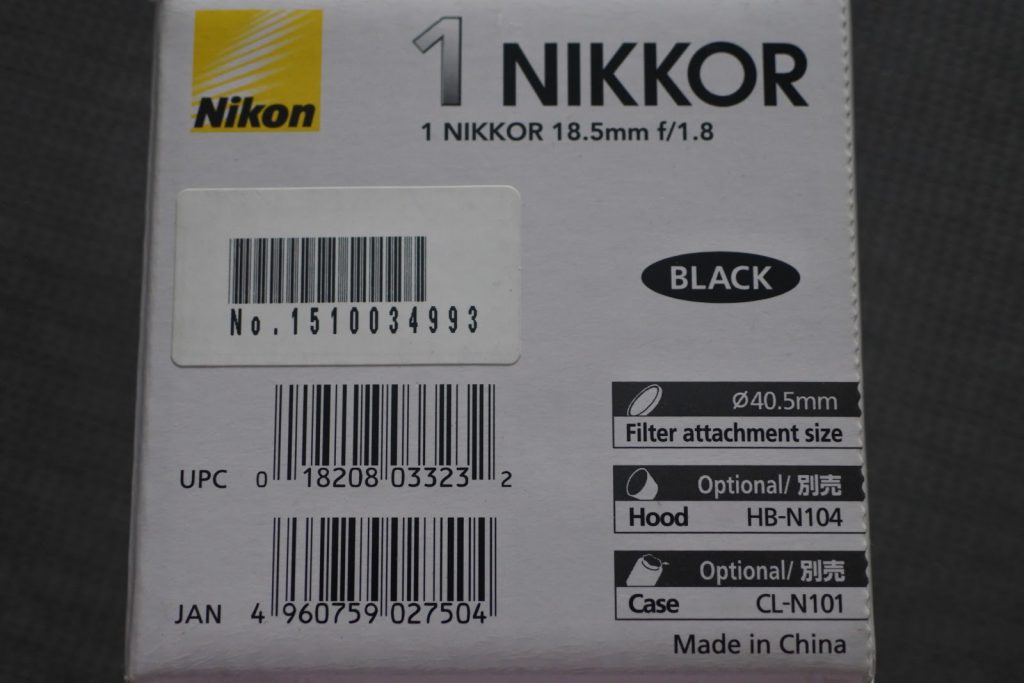 Nikon
1 NIKKOR
1 NIKKOR 18.5mm f/1.8
No.1510034993
BLACK
UPC 0 18208 03323 2
JAN 4 960759 027504
Ø40.5mm
Filter attachment size
Optional/ 別売
Hood HB-N104
Optional/ 別売
Case CL-N101
Made in China